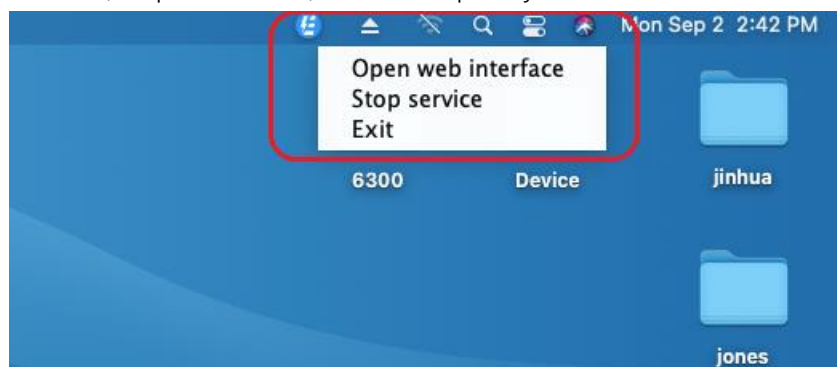 Mon Sep 2 2:42 PM
Open web interface
Stop service
Exit
6300 Device jinhua
jones